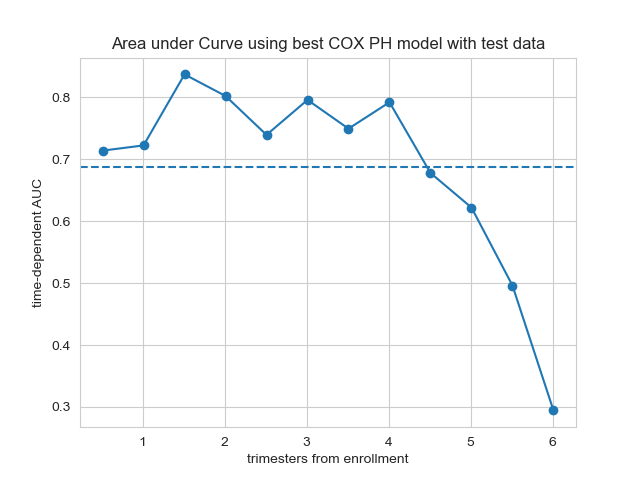 Area under Curve using best COX PH model with test data
time-dependent AUC
0.8
0.7
0.6
0.5
0.4
0.3
1 2 3 4 5 6
trimesters from enrollment